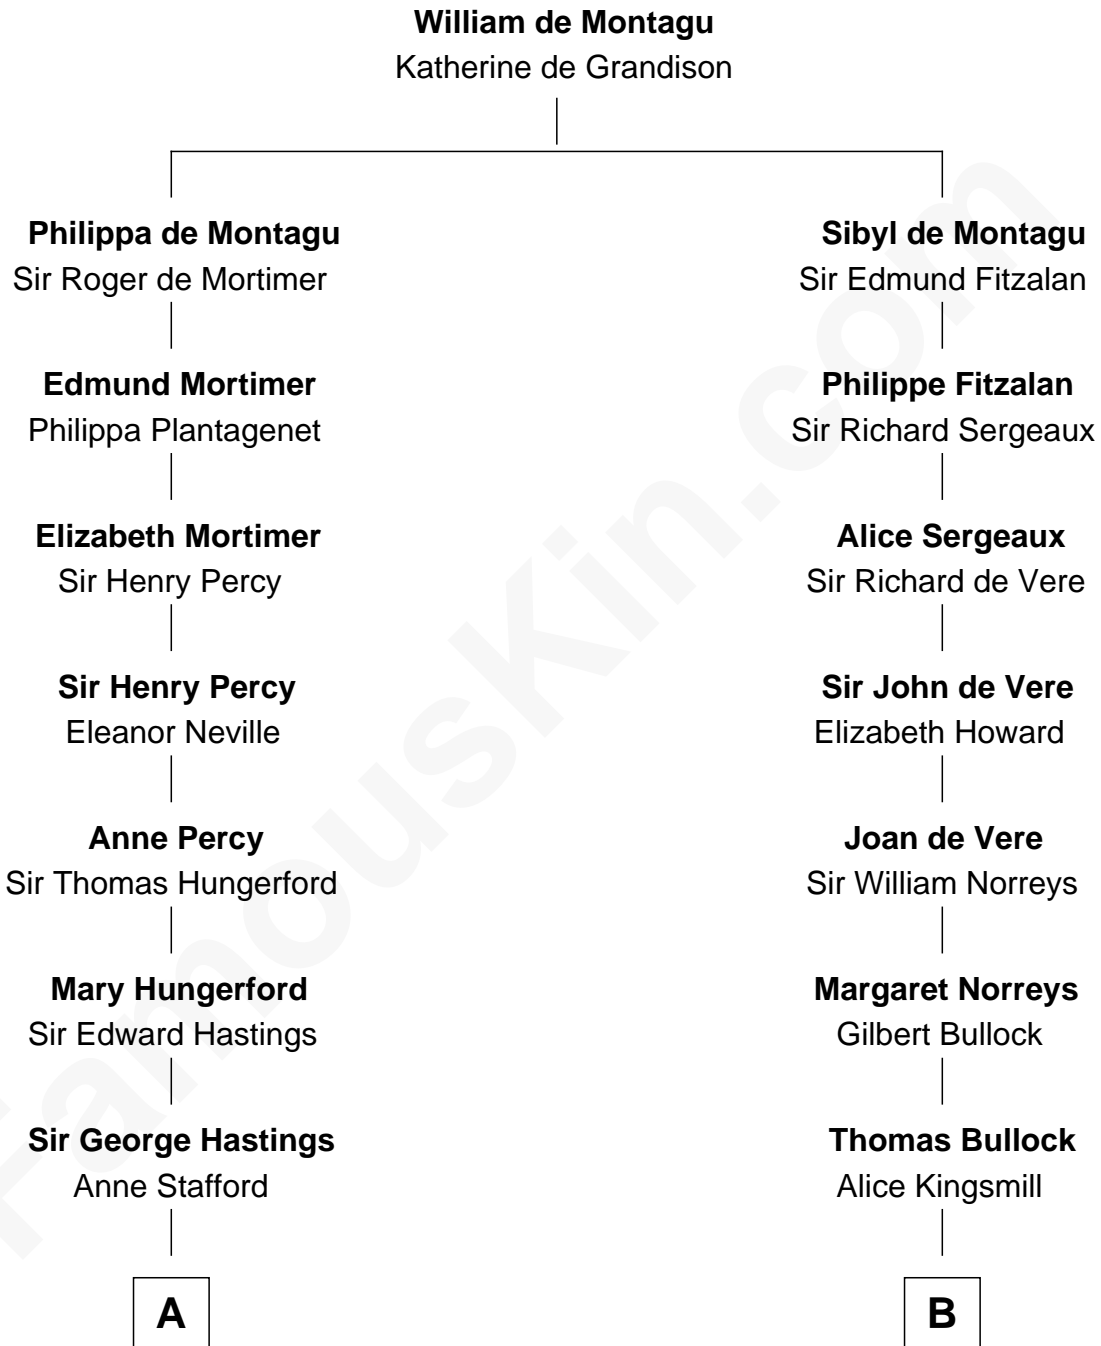 William de Montagu
Katherine de Grandison
Philippa de Montagu
Sir Roger de Mortimer
Sibyl de Montagu
Sir Edmund Fitzalan
Edmund Mortimer
Philippa Plantagenet
Philippe Fitzalan
Sir Richard Sergeaux
Elizabeth Mortimer
Sir Henry Percy
Alice Sergeaux
Sir Richard de Vere
Sir Henry Percy
Eleanor Neville
Sir John de Vere
Elizabeth Howard
Anne Percy
Sir Thomas Hungerford
Joan de Vere
Sir William Norreys
Mary Hungerford
Sir Edward Hastings
Margaret Norreys
Gilbert Bullock
Sir George Hastings
Anne Stafford
Thomas Bullock
Alice Kingsmill
A
B
FamousKin.com